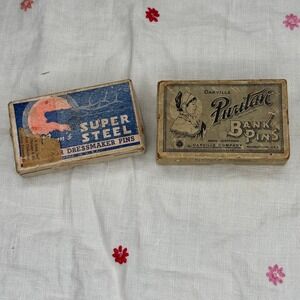 SUPER
STEEL
DRESSMAKER PINS
OAKVILLE
Puritan
BANK
PINS
OAKVILLE COMPANY